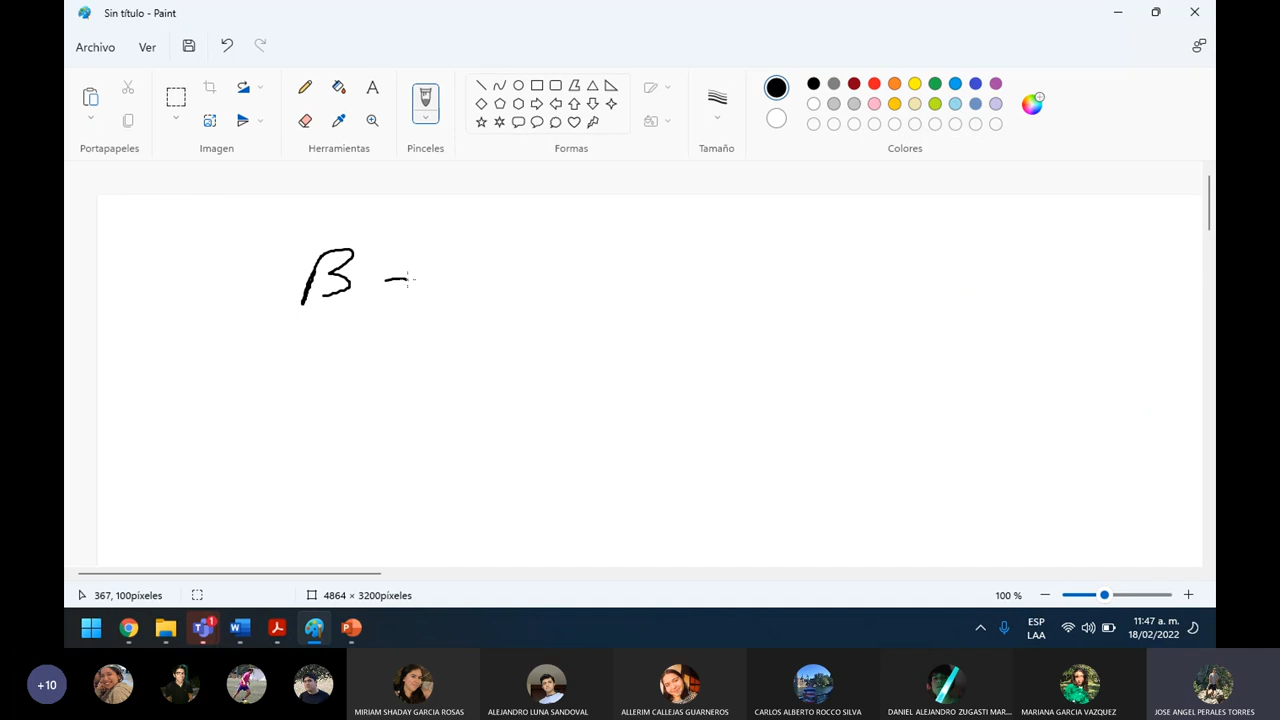 Sin título - Paint
Archivo Ver
Portapapeles Imagen Herramientas Pinceles Formas Tamaño Colores
β -
367, 100píxeles 4864 × 3200píxeles 100 %
ESP
LAA
11:47 a. m.
18/02/2022
+10
MIRIAM SHADAY GARCIA ROSAS ALEJANDRO LUNA SANDOVAL ALLERIM CALLEJAS GUARNEROS CARLOS ALBERTO ROCCO SILVA DANIEL ALEJANDRO ZUGASTI MAR... MARIANA GARCIA VAZQUEZ JOSE ANGEL PERALES TORRES